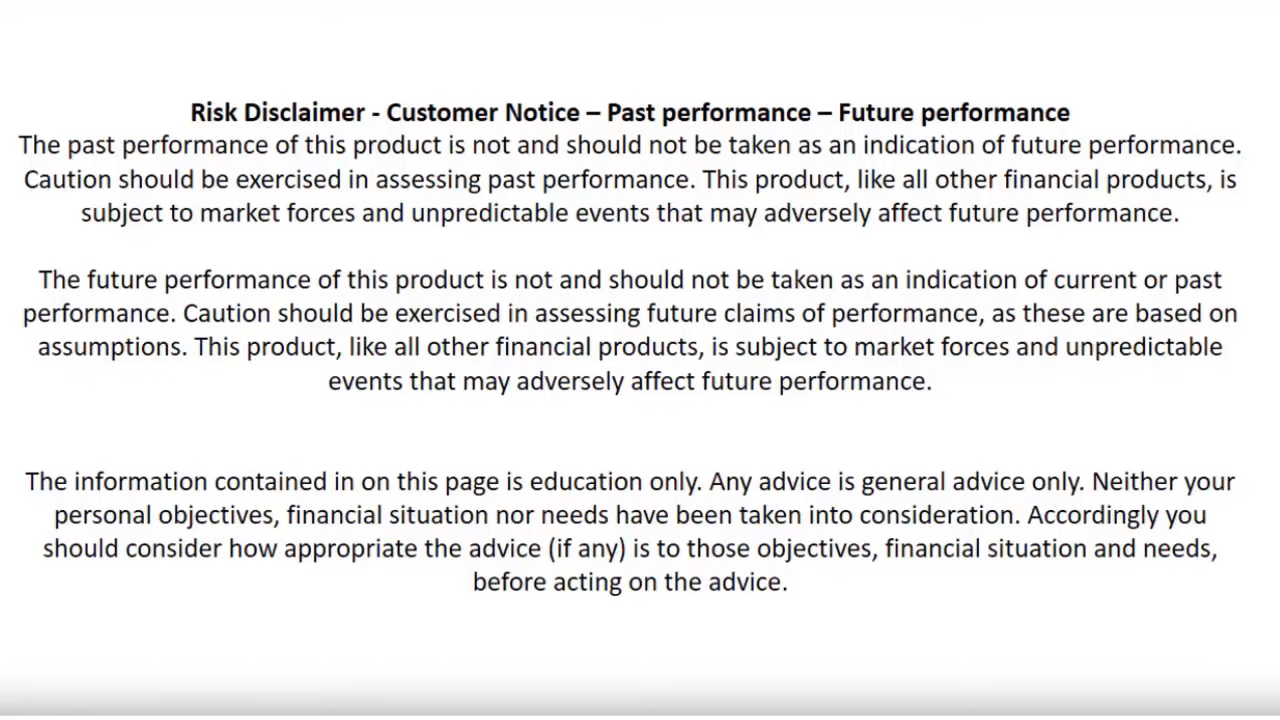 Risk Disclaimer - Customer Notice – Past performance – Future performance
The past performance of this product is not and should not be taken as an indication of future performance.
Caution should be exercised in assessing past performance. This product, like all other financial products, is
subject to market forces and unpredictable events that may adversely affect future performance.
The future performance of this product is not and should not be taken as an indication of current or past
performance. Caution should be exercised in assessing future claims of performance, as these are based on
assumptions. This product, like all other financial products, is subject to market forces and unpredictable
events that may adversely affect future performance.
The information contained in on this page is education only. Any advice is general advice only. Neither your
personal objectives, financial situation nor needs have been taken into consideration. Accordingly you
should consider how appropriate the advice (if any) is to those objectives, financial situation and needs,
before acting on the advice.